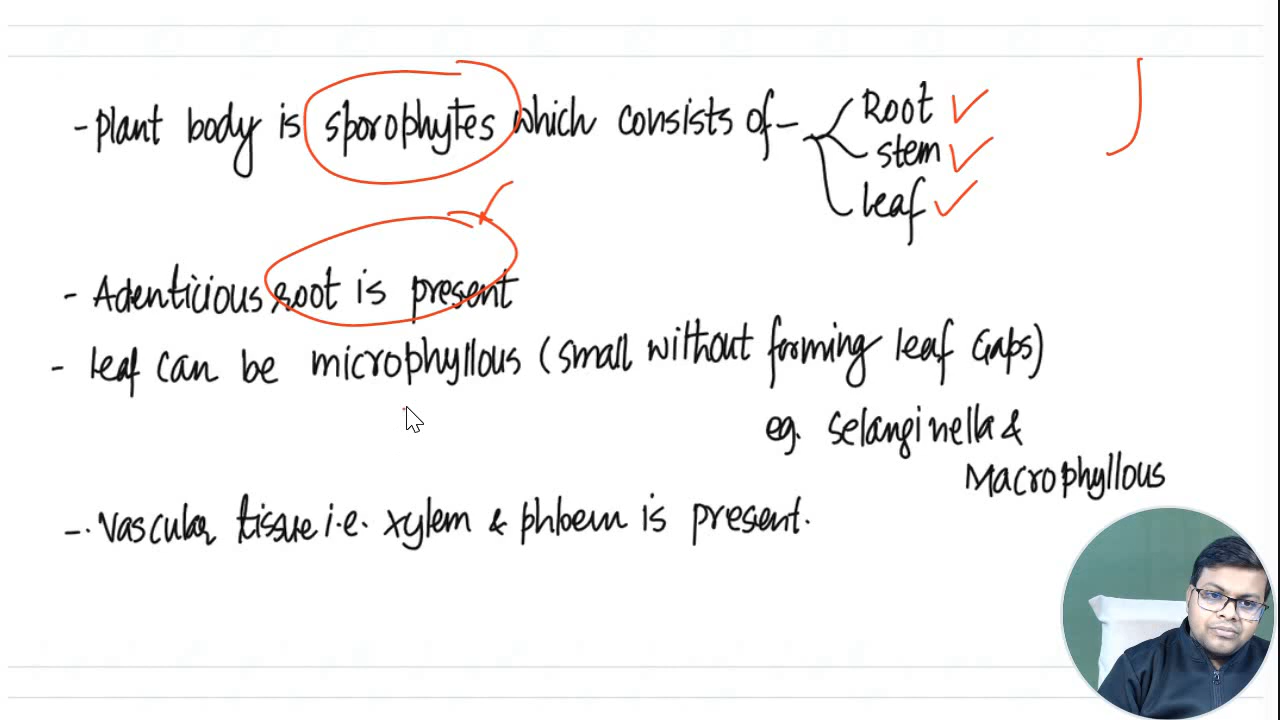 - plant body is sporophytes which consists of - Root
stem
leaf
- Adenticious root is present
- leaf can be microphyllous (small without forming leaf Gaps)
eg. Selanginella &
Macrophyllous
- . Vascular tissue i.e. xylem & phloem is present.